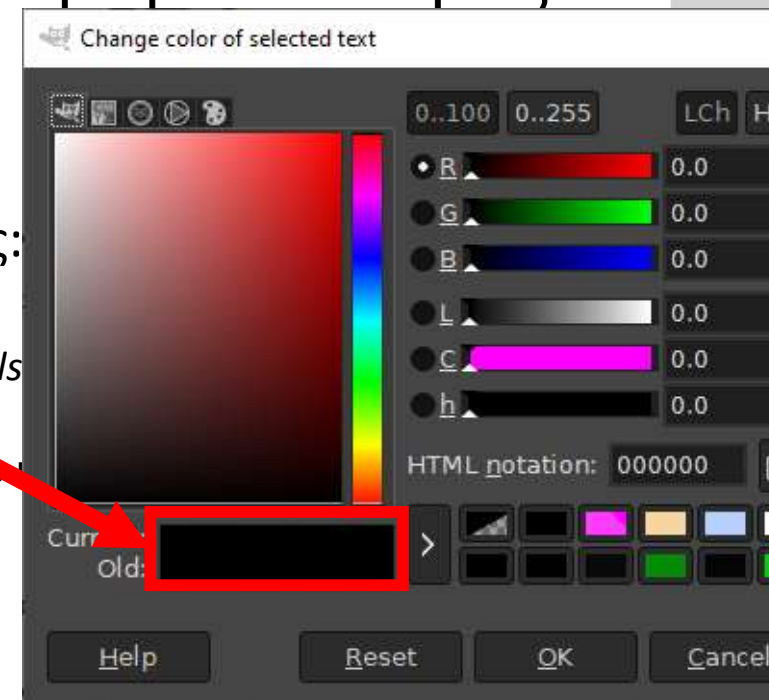 Change color of selected text
0..100 0..255 LCh
R 0.0
G 0.0
B 0.0
L 0.0
C 0.0
h 0.0
HTML notation: 000000
Old:
Help Reset OK Cancel